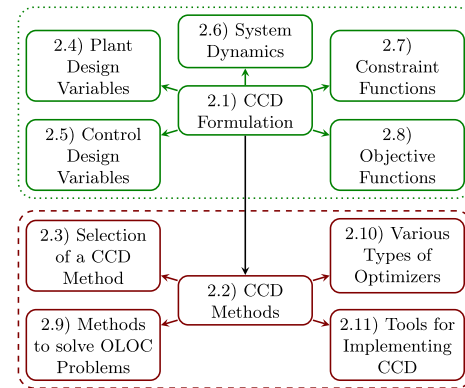 2.6) System
Dynamics
2.4) Plant
Design
Variables
2.7)
Constraint
Functions
2.1) CCD
Formulation
2.5) Control
Design
Variables
2.8)
Objective
Functions
2.3) Selection
of a CCD
Method
2.10) Various
Types of
Optimizers
2.2) CCD
Methods
2.9) Methods
to solve OLOC
Problems
2.11) Tools for
Implementing
CCD